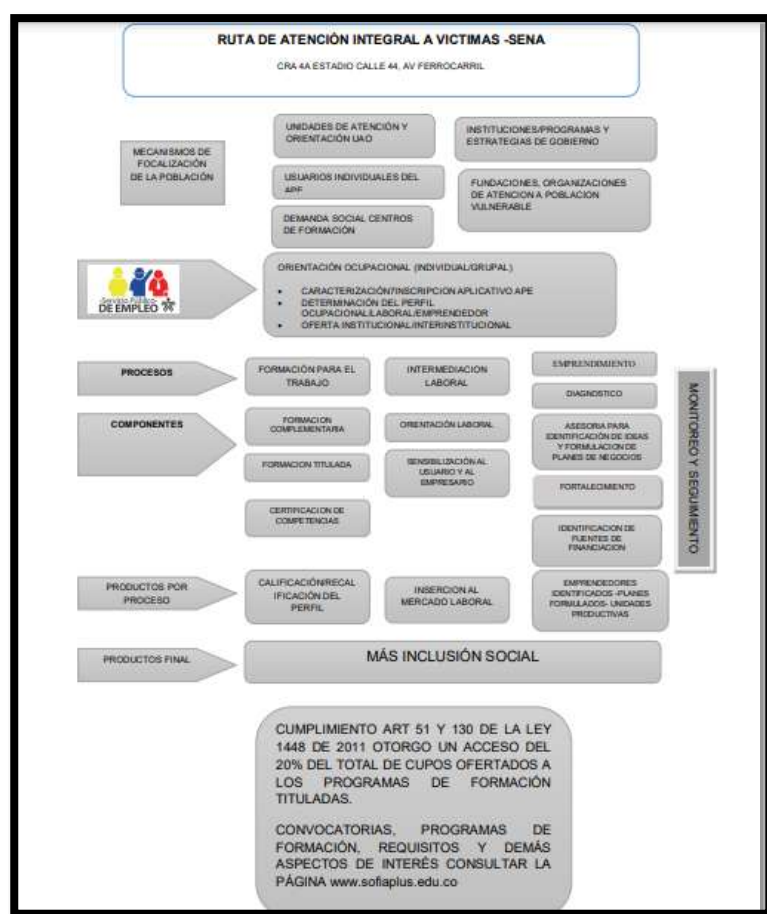 RUTA DE ATENCIÓN INTEGRAL A VICTIMAS -SENA
CRA 4A ESTADIO CALLE 44, AV FERROCARRIL
MECANISMOS DE
FOCALIZACIÓN
DE LA POBLACIÓN
UNIDADES DE ATENCIÓN Y
ORIENTACIÓN UAO
INSTITUCIONES/PROGRAMAS Y
ESTRATEGIAS DE GOBIERNO
USUARIOS INDIVIDUALES DEL
APE
FUNDACIONES, ORGANIZACIONES
DE ATENCION A POBLACION
VULNERABLE
DEMANDA SOCIAL CENTROS
DE FORMACIÓN
Servicio Público
DE EMPLEO
ORIENTACIÓN OCUPACIONAL (INDIVIDUAL/GRUPAL)
• CARACTERIZACIÓN?INSCRIPCION APLICATIVO APE
• DETERMINACIÓN DEL PERFIL
OCUPACIONAL/LABORAL/EMPRENDEDOR
• OFERTA INSTITUCIONAL/INTERINSTITUCIONAL
PROCESOS
FORMACIÓN PARA EL
TRABAJO
INTERMEDIACION
LABORAL
EMPRENDIMIENTO
DIAGNOSTICO
COMPONENTES
FORMACION
COMPLEMENTARIA
ORIENTACIÓN LABORAL
ASESORIA PARA
IDENTIFICACIÓN DE IDEAS
Y FORMULACION DE
PLANES DE NEGOCIOS
FORMACION TITULADA
SENSIBILIZACIÓN AL
USUARIO Y AL
EMPRESARIO
FORTALECIMIENTO
CERTIFICACION DE
COMPETENCIAS
IDENTIFICACION DE
FUENTES DE
FINANCIACION
MONITOREO Y SEGUIMIENTO
PRODUCTOS POR
PROCESO
CALIFICACIÓN/RECAL
IFICACIÓN DEL
PERFIL
INSERCION AL
MERCADO LABORAL
EMPRENDEDORES
IDENTIFICADOS -PLANES
FORMULADOS- UNIDADES
PRODUCTIVAS
PRODUCTOS FINAL
MÁS INCLUSIÓN SOCIAL
CUMPLIMIENTO ART 51 Y 130 DE LA LEY
1448 DE 2011 OTORGO UN ACCESO DEL
20% DEL TOTAL DE CUPOS OFERTADOS A
LOS PROGRAMAS DE FORMACIÓN
TITULADAS.
CONVOCATORIAS, PROGRAMAS DE
FORMACIÓN, REQUISITOS Y DEMÁS
ASPECTOS DE INTERÉS CONSULTAR LA
PÁGINA www.sofiaplus.edu.co